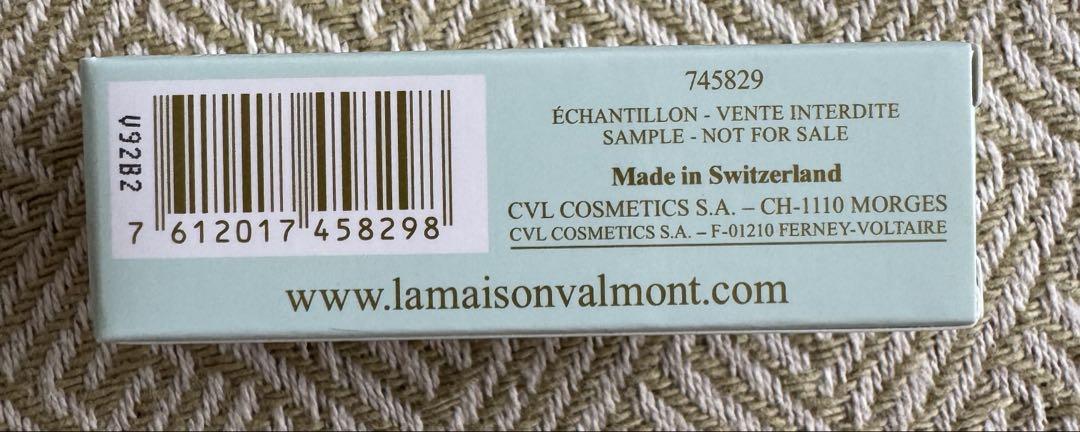 V92B2
7 612017 458298
745829
ÉCHANTILLON - VENTE INTERDITE
SAMPLE - NOT FOR SALE
Made in Switzerland
CVL COSMETICS S.A. – CH-1110 MORGES
CVL COSMETICS S.A. – F-01210 FERNEY-VOLTAIRE
www.lamaisonvalmont.com